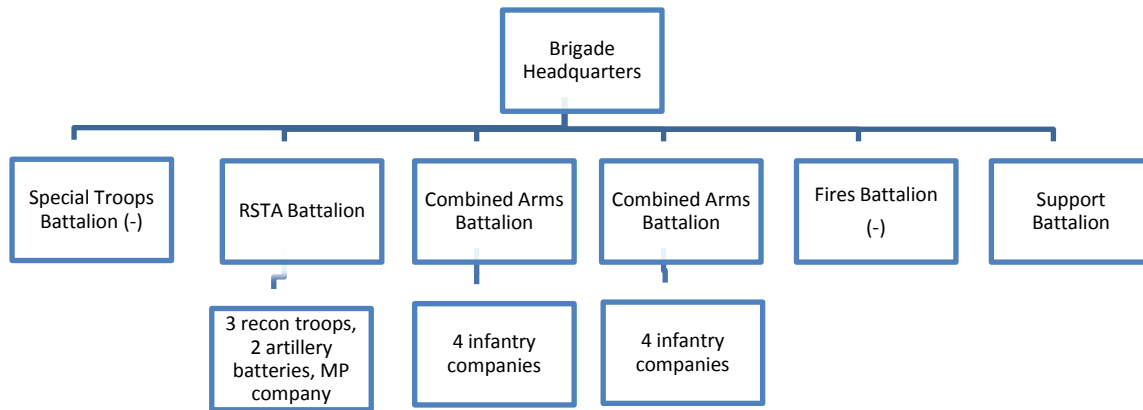 Brigade
Headquarters
Special Troops
Battalion (-)
RSTA Battalion
Combined Arms
Battalion
Combined Arms
Battalion
Fires Battalion
(-)
Support
Battalion
3 recon troops,
2 artillery
batteries, MP
company
4 infantry
companies
4 infantry
companies